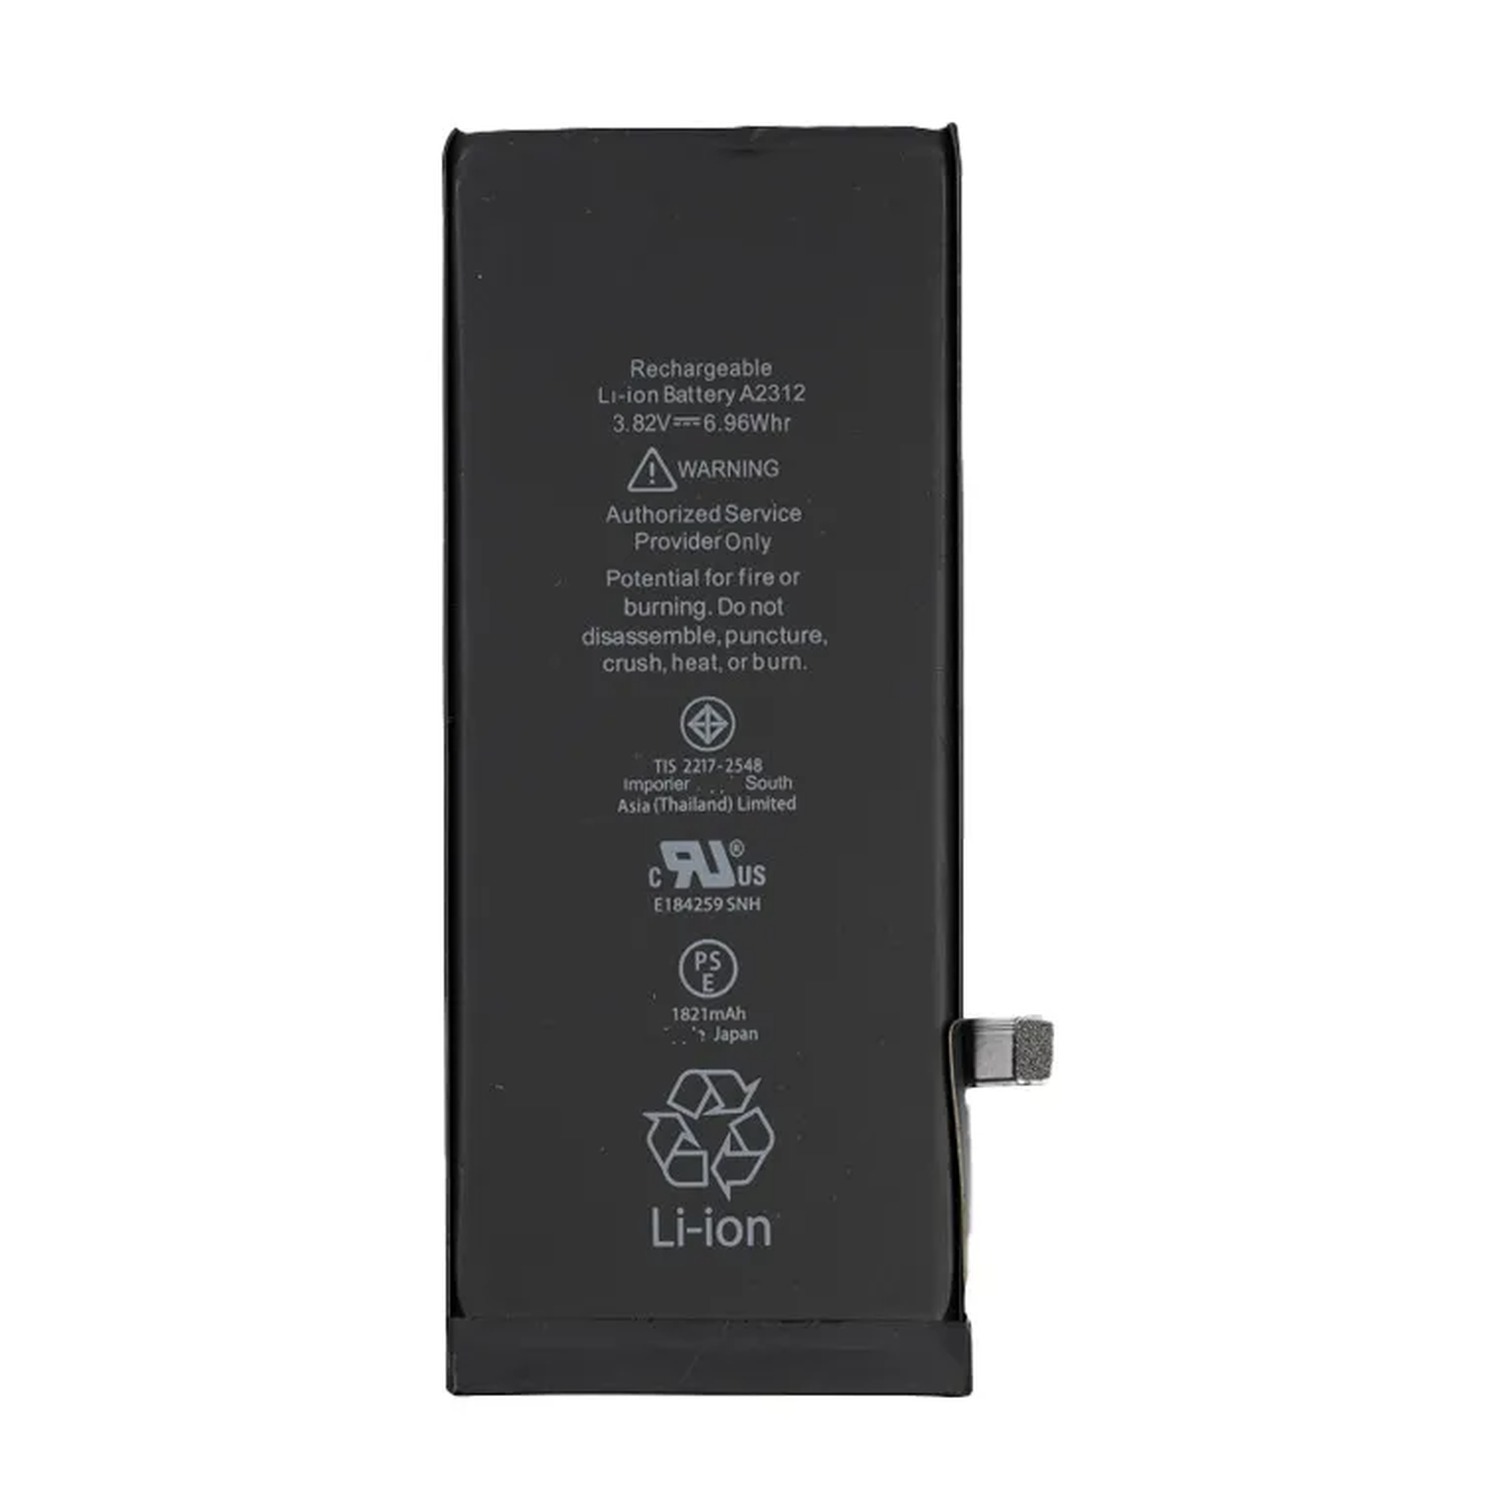 Rechargeable
Li-ion Battery A2312
3.82V⎓6.96Whr
WARNING
Authorized Service
Provider Only
Potential for fire or
burning. Do not
disassemble, puncture,
crush, heat, or burn.
TIS 2217-2548
Importer South
Asia (Thailand) Limited
c RU® US
E184259 SNH
PS
E
1821mAh
Japan
Li-ion